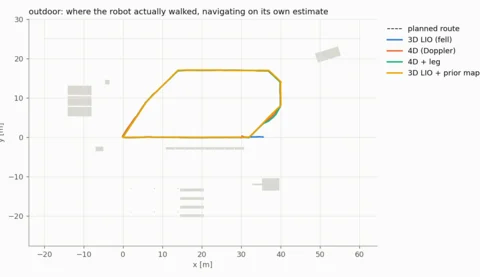 outdoor: where the robot actually walked, navigating on its own estimate
30
20
10
0
−10
−20
y [m]
−20 −10 0 10 20 30 40 50 60
x [m]
planned route
3D LIO (fell)
4D (Doppler)
4D + leg
3D LIO + prior map